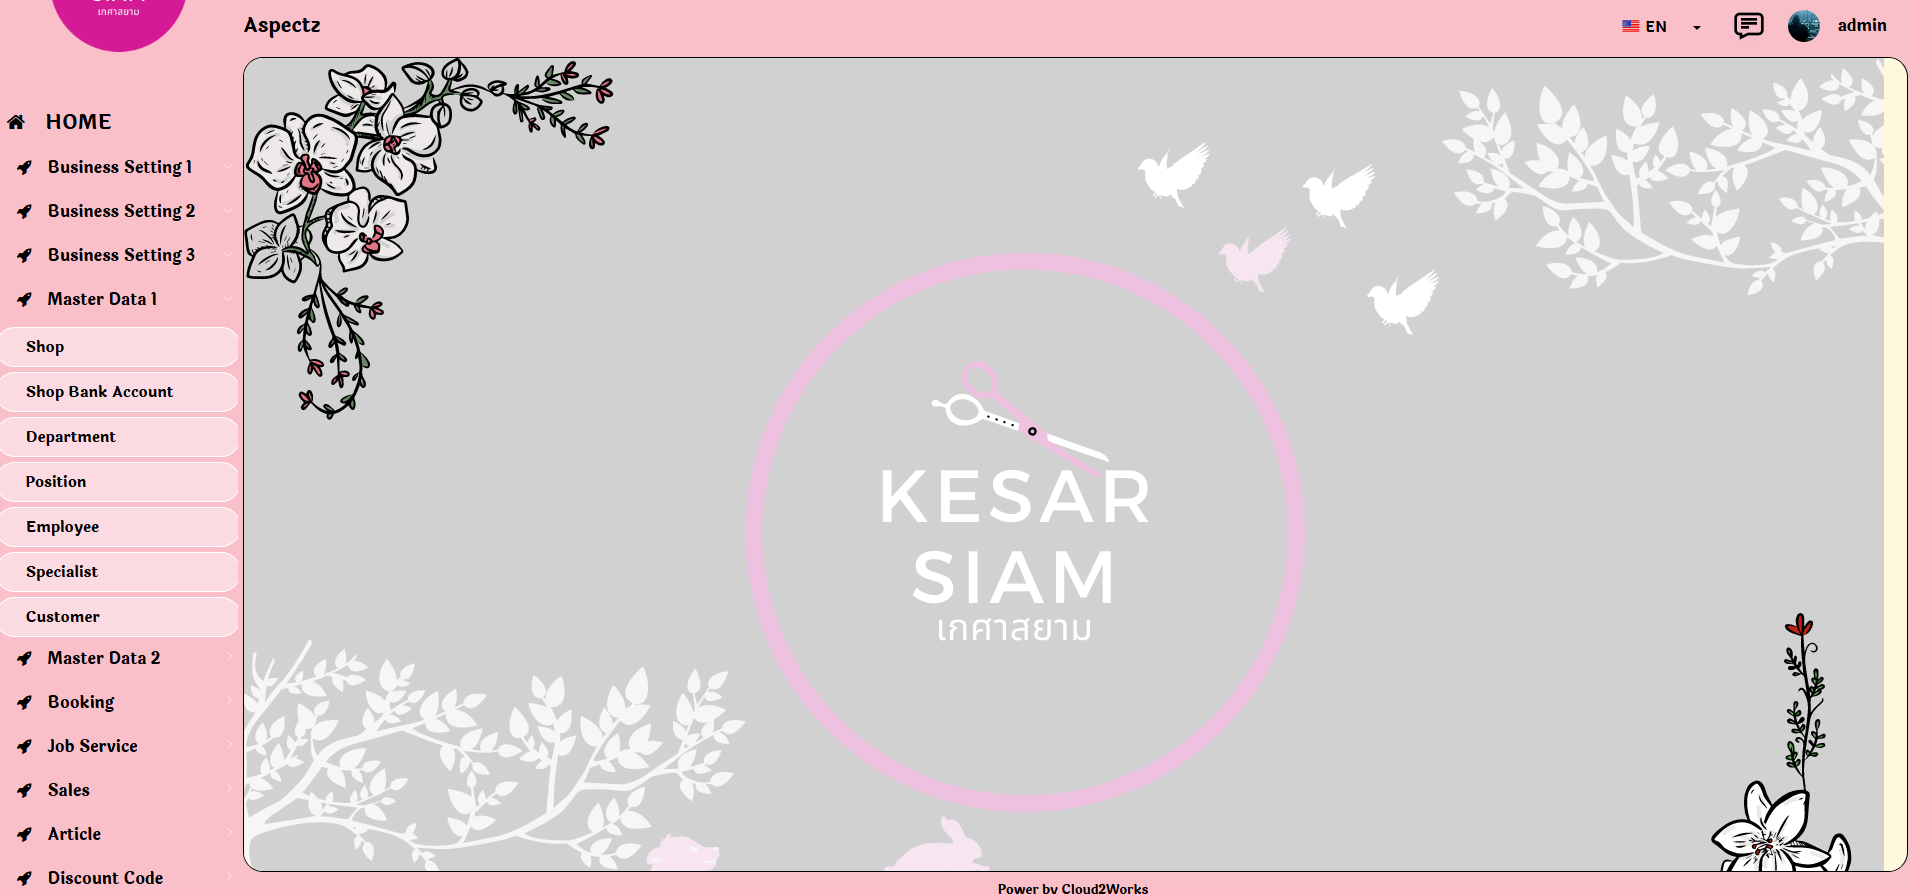 เกศาสยาม
Aspectz
EN
admin
HOME
Business Setting 1
Business Setting 2
Business Setting 3
Master Data 1
Shop
Shop Bank Account
Department
Position
Employee
Specialist
Customer
Master Data 2
Booking
Job Service
Sales
Article
Discount Code
KESAR
SIAM
เกศาสยาม
Power by Cloud2Works